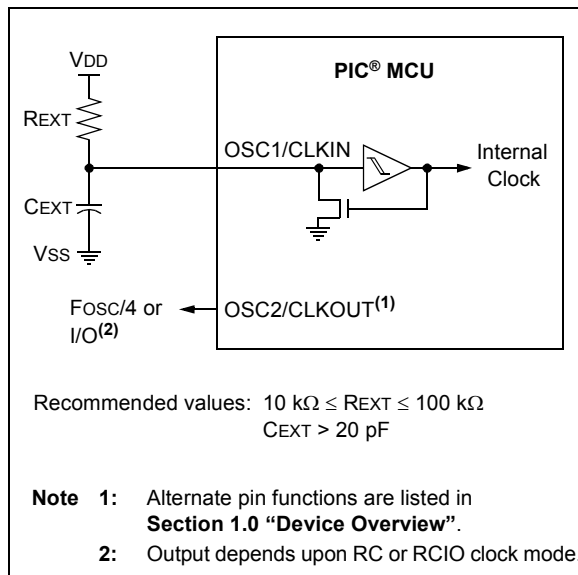 VDD
PIC® MCU
REXT
OSC1/CLKIN
Internal
Clock
CEXT
VSS
FOSC/4 or
I/O(2)
OSC2/CLKOUT(1)
Recommended values: 10 kΩ ≤ REXT ≤ 100 kΩ
CEXT > 20 pF
Note 1: Alternate pin functions are listed in
Section 1.0 “Device Overview”.
2: Output depends upon RC or RCIO clock mode.